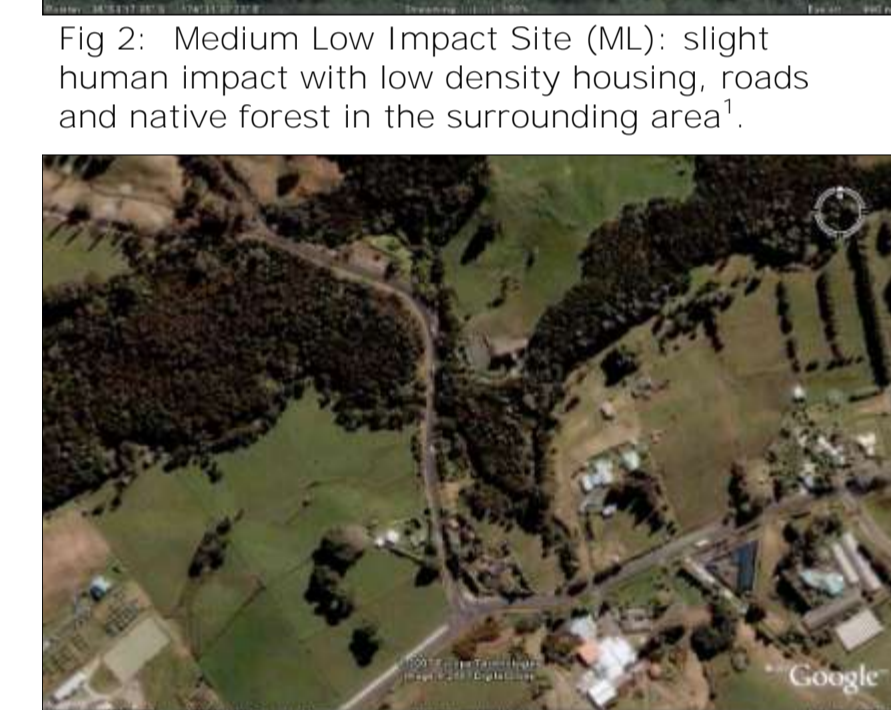 Fig 2: Medium Low Impact Site (ML): slight
human impact with low density housing, roads
and native forest in the surrounding area¹.
Google